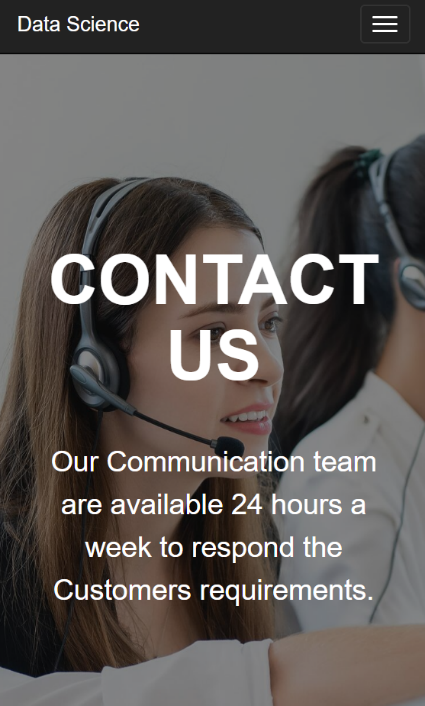 Data Science
CONTACT
US
Our Communication team
are available 24 hours a
week to respond the
Customers requirements.